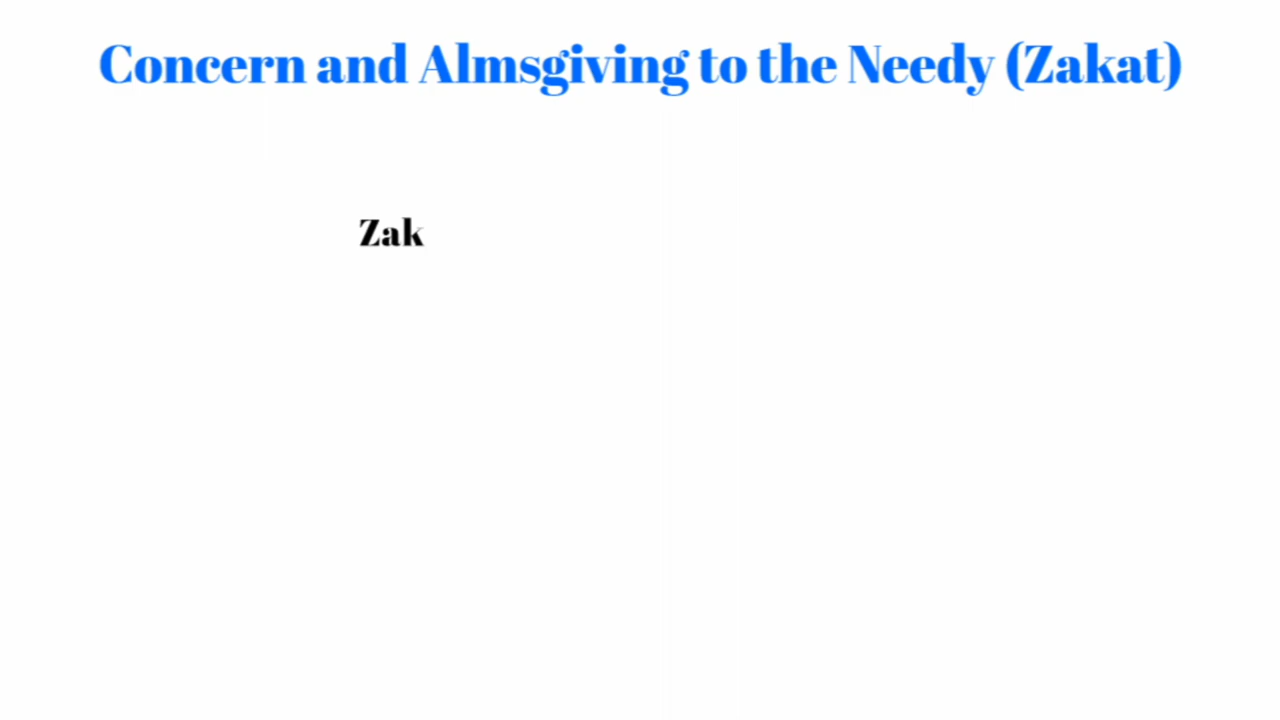 Concern and Almsgiving to the Needy (Zakat)
Zak